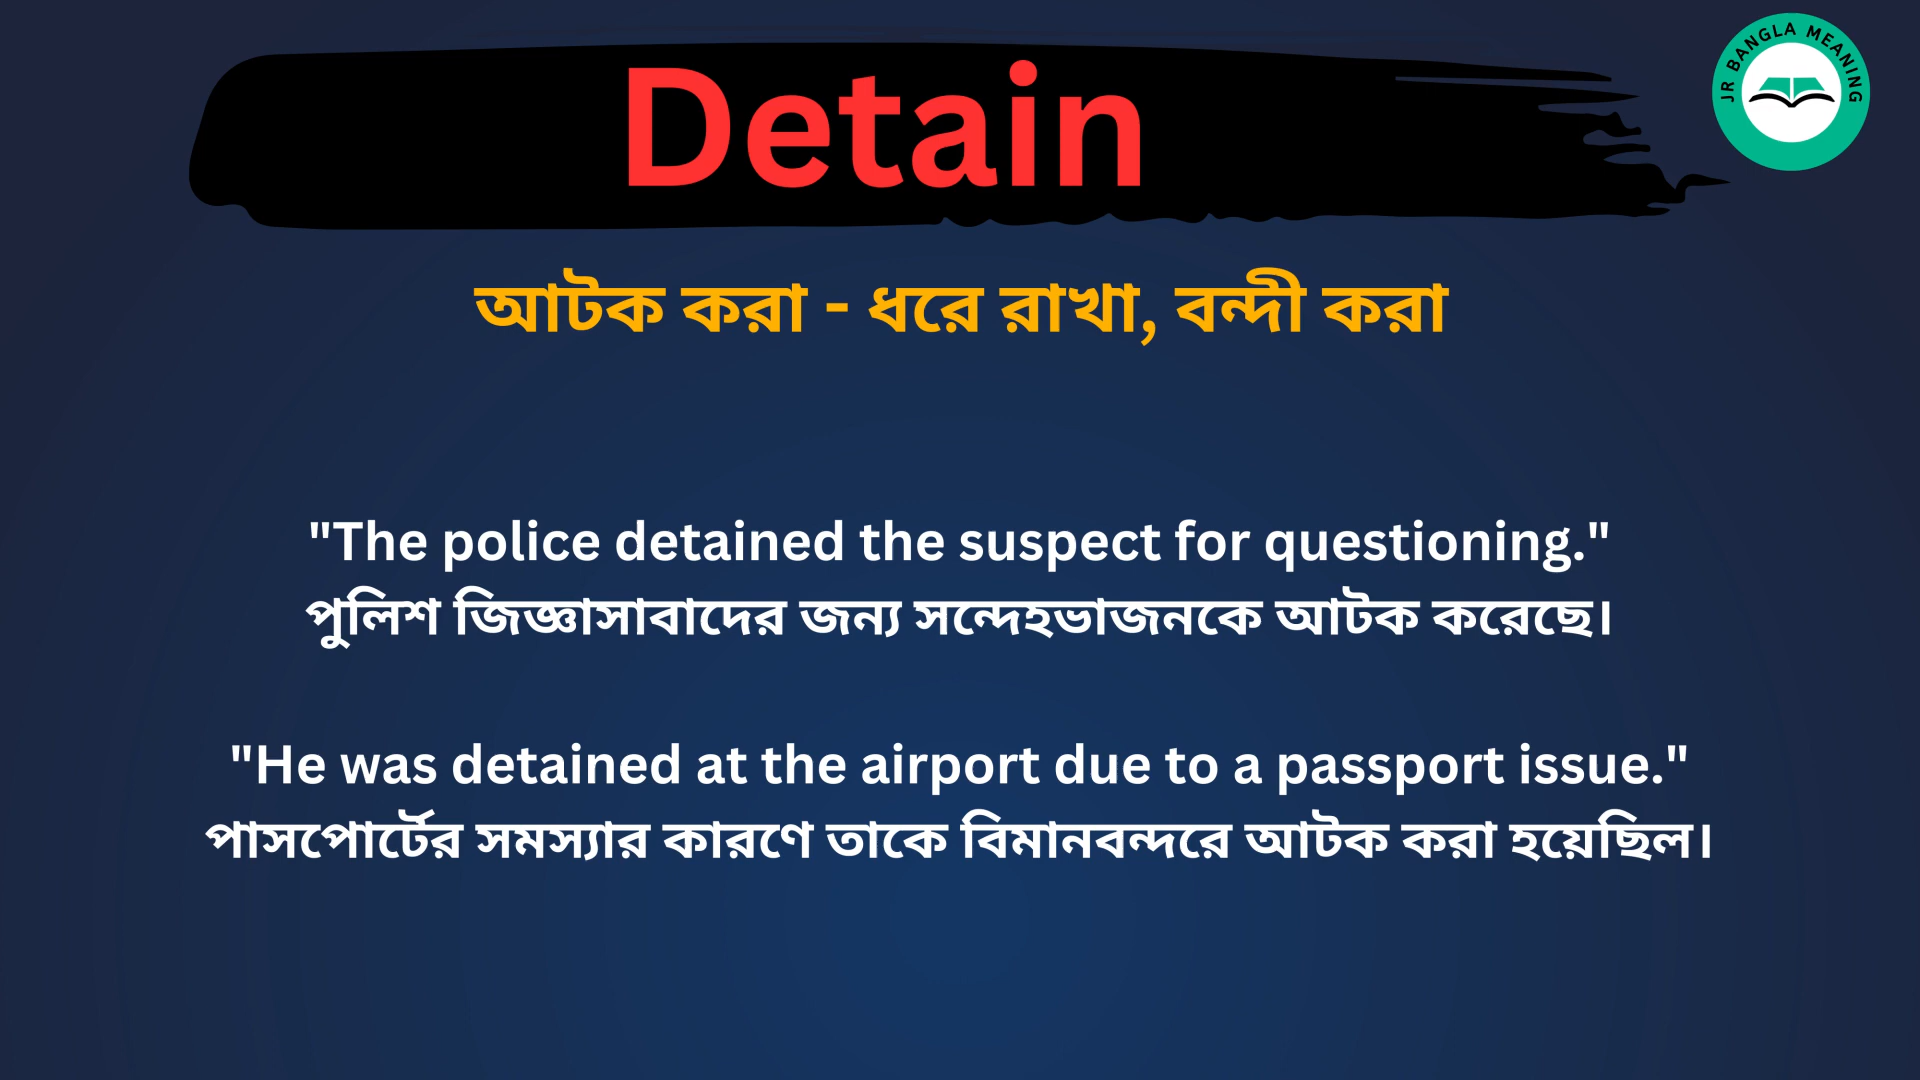 JR BANGLA MEANING
Detain
আটক করা - ধরে রাখা, বন্দী করা
"The police detained the suspect for questioning."
পুলিশ জিজ্ঞাসাবাদের জন্য সন্দেহভাজনকে আটক করেছে।
"He was detained at the airport due to a passport issue."
পাসপোর্টের সমস্যার কারণে তাকে বিমানবন্দরে আটক করা হয়েছিল।